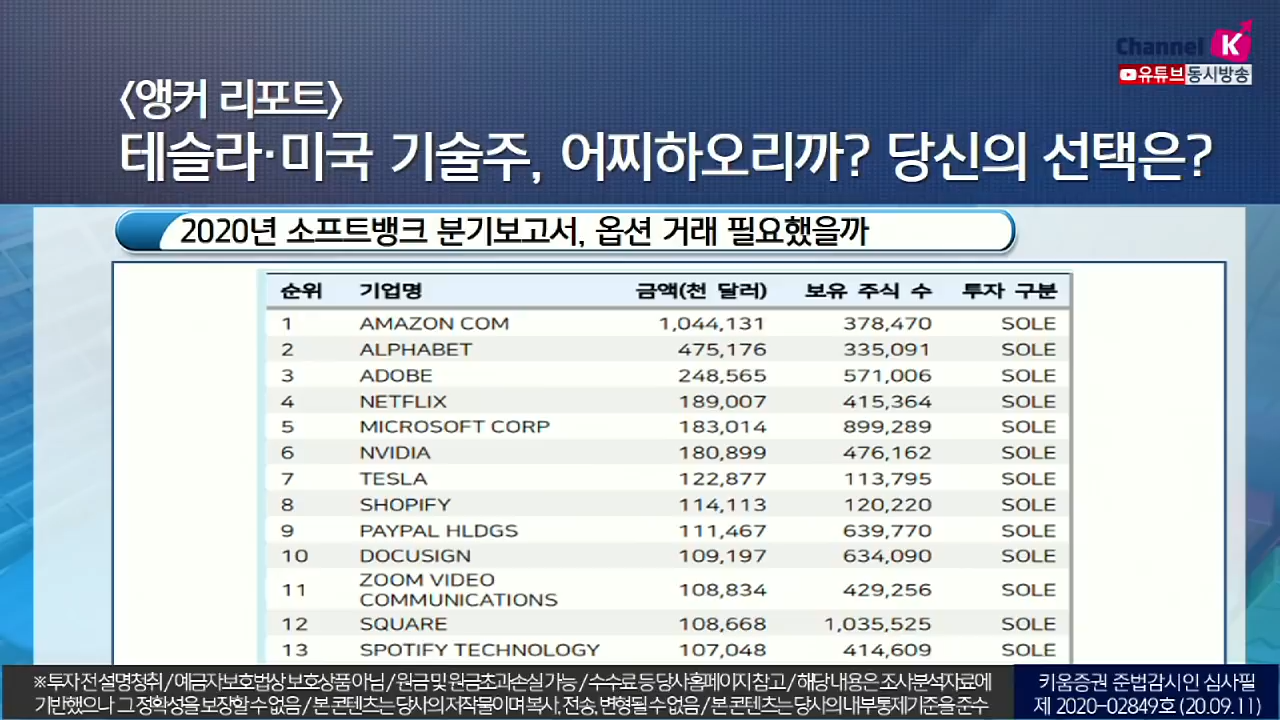 Channel K
유튜브 동시방송
<앵커 리포트>
테슬라·미국 기술주, 어찌하오리까? 당신의 선택은?
2020년 소프트뱅크 분기보고서, 옵션 거래 필요했을까
순위 기업명 금액(천 달러) 보유 주식 수 투자 구분
1 AMAZON COM 1,044,131 378,470 SOLE
2 ALPHABET 475,176 335,091 SOLE
3 ADOBE 248,565 571,006 SOLE
4 NETFLIX 189,007 415,364 SOLE
5 MICROSOFT CORP 183,014 899,289 SOLE
6 NVIDIA 180,899 476,162 SOLE
7 TESLA 122,877 113,795 SOLE
8 SHOPIFY 114,113 120,220 SOLE
9 PAYPAL HLDGS 111,467 639,770 SOLE
10 DOCUSIGN 109,197 634,090 SOLE
11 ZOOM VIDEO
COMMUNICATIONS 108,834 429,256 SOLE
12 SQUARE 108,668 1,035,525 SOLE
13 SPOTIFY TECHNOLOGY 107,048 414,609 SOLE
※ 투자 전 설명청취 / 예금자보호법상 보호상품 아님 / 원금 및 원금초과손실 가능 / 수수료 등 당사홈페이지 참고 / 해당 내용은 조사분석자료에
기반했으나 그 정확성을 보장할 수 없음 / 본 콘텐츠는 당사의 저작물이며 복사, 전송, 변형될 수 없음 / 본 콘텐츠는 당사의 내부통제기준을 준수
키움증권 준법감시인 심사필
제 2020-02849호 (20.09.11)